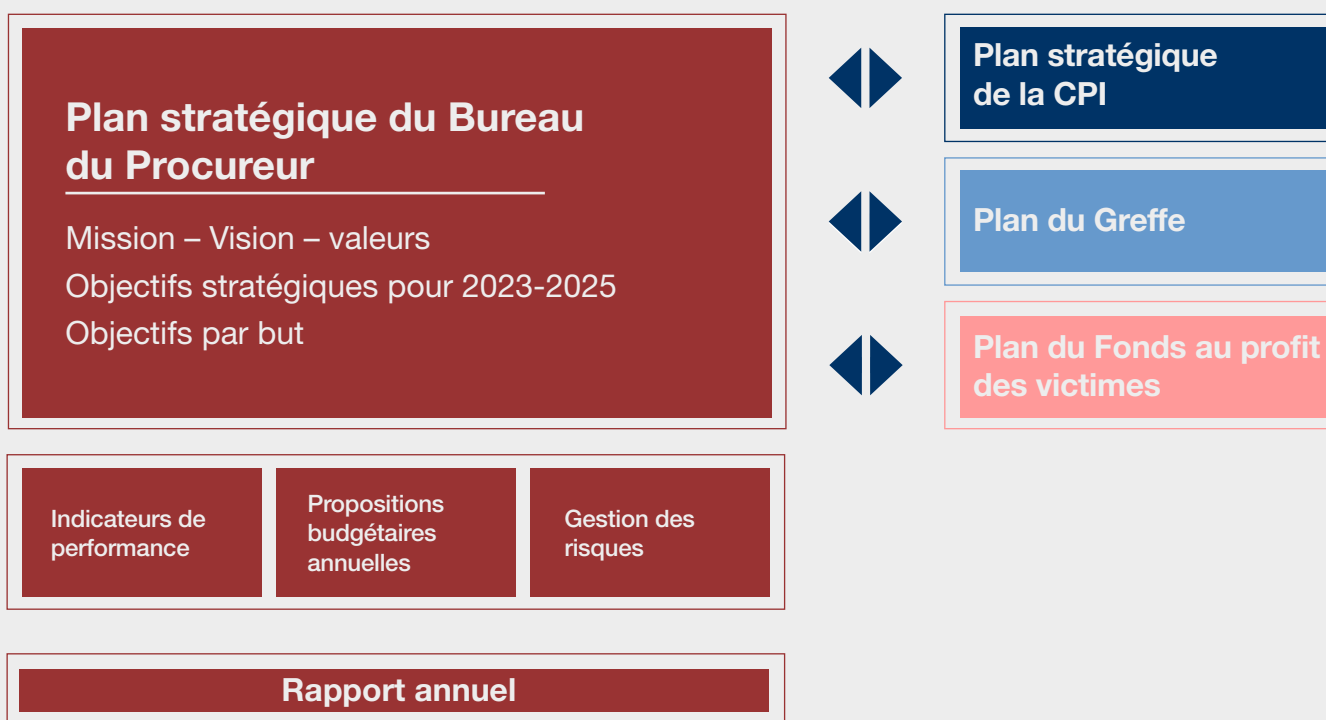 Plan stratégique du Bureau
du Procureur
Mission – Vision – valeurs
Objectifs stratégiques pour 2023-2025
Objectifs par but
Plan stratégique
de la CPI
Plan du Greffe
Plan du Fonds au profit
des victimes
Indicateurs de
performance
Propositions
budgétaires
annuelles
Gestion des
risques
Rapport annuel